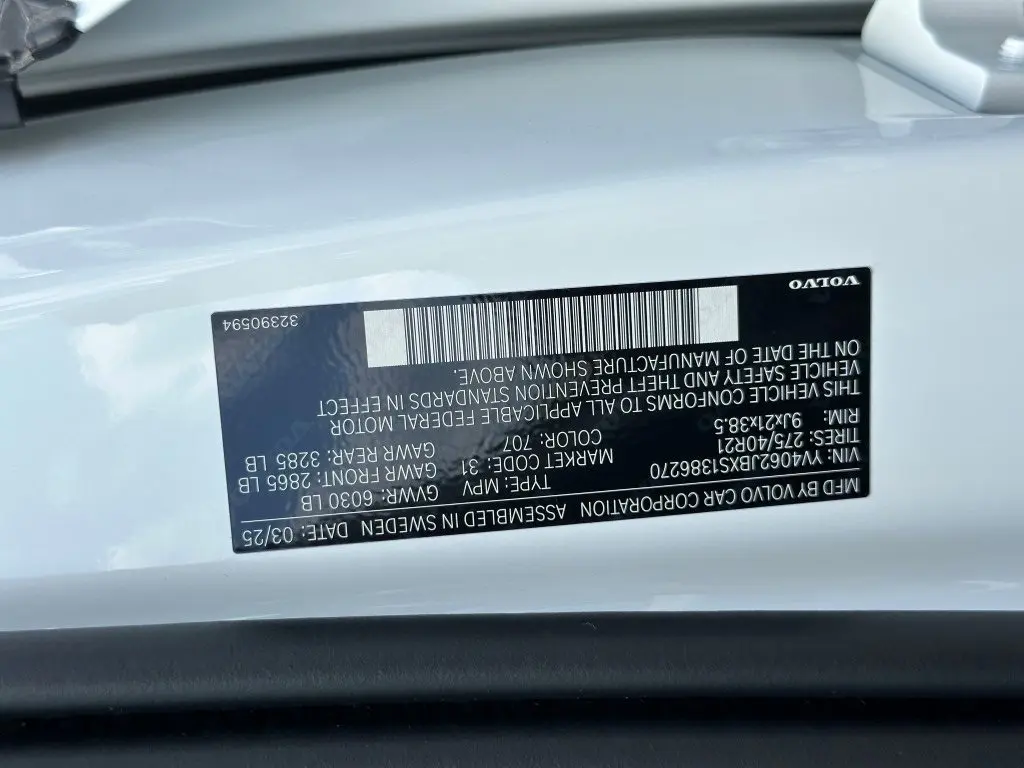 MFD BY VOLVO CAR CORPORATION ASSEMBLED IN SWEDEN DATE: 03/25
VIN: YV4062JBXS1386270 TYPE: MPV GVWR: 6030 LB
TIRES: 275/40R21 MARKET CODE: 31 GAWR FRONT: 2865 LB
RIM: 9Jx21x38.5 COLOR: 707 GAWR REAR: 3285 LB
THIS VEHICLE CONFORMS TO ALL APPLICABLE FEDERAL MOTOR
VEHICLE SAFETY AND THEFT PREVENTION STANDARDS IN EFFECT
ON THE DATE OF MANUFACTURE SHOWN ABOVE.
VOLVO 32390594